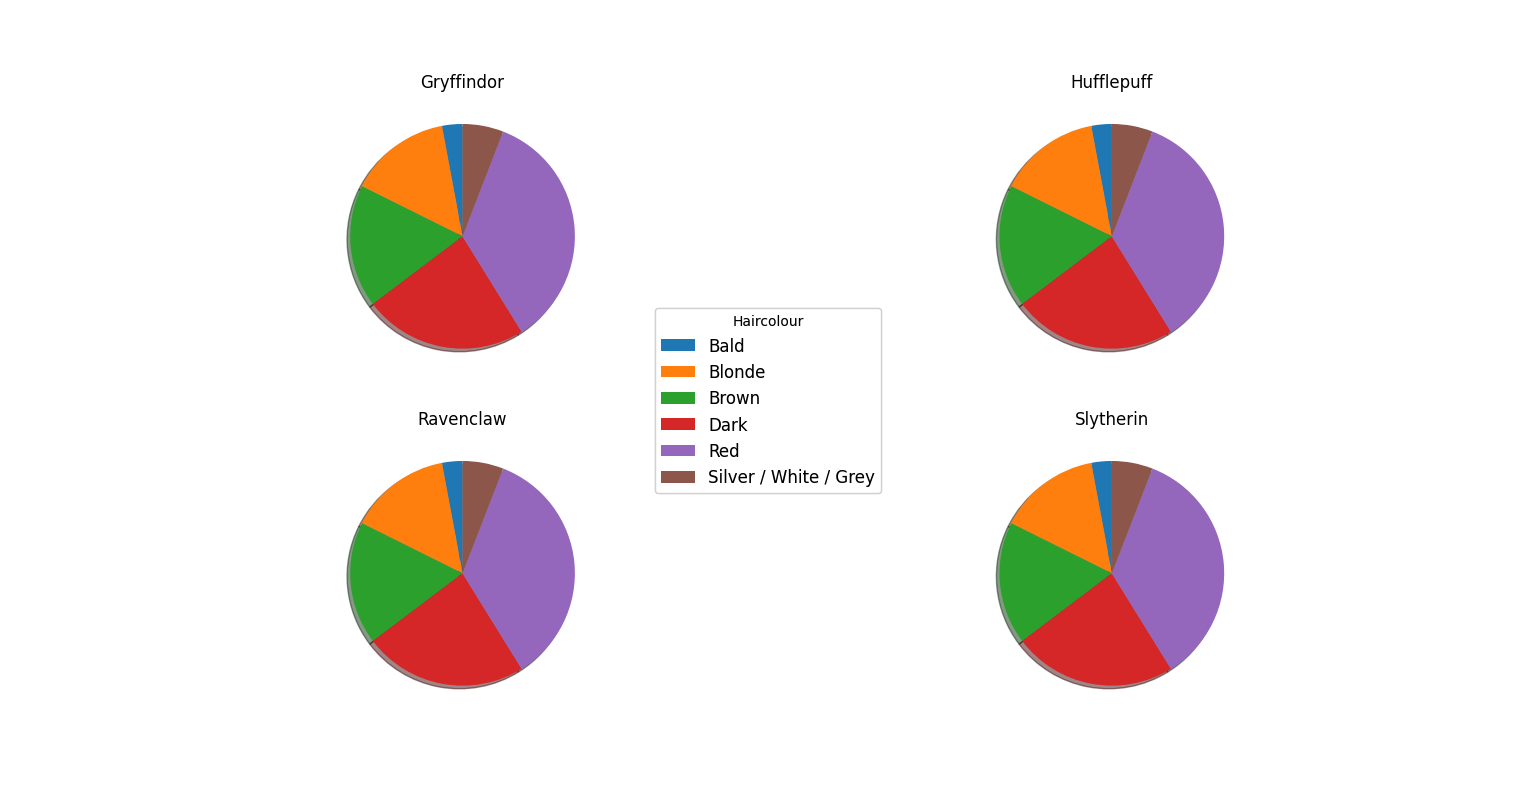 Gryffindor
Hufflepuff
Haircolour
Bald
Blonde
Brown
Dark
Red
Silver / White / Grey
Ravenclaw
Slytherin